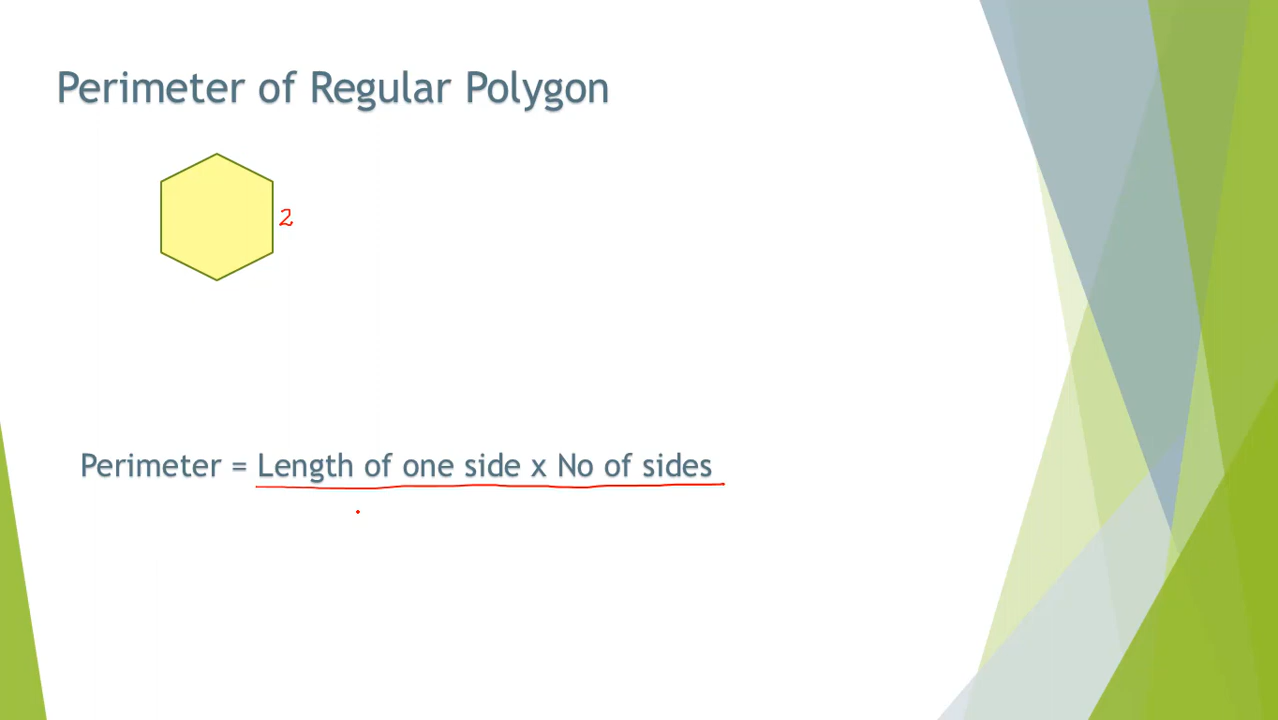 Perimeter of Regular Polygon
2
Perimeter = Length of one side x No of sides